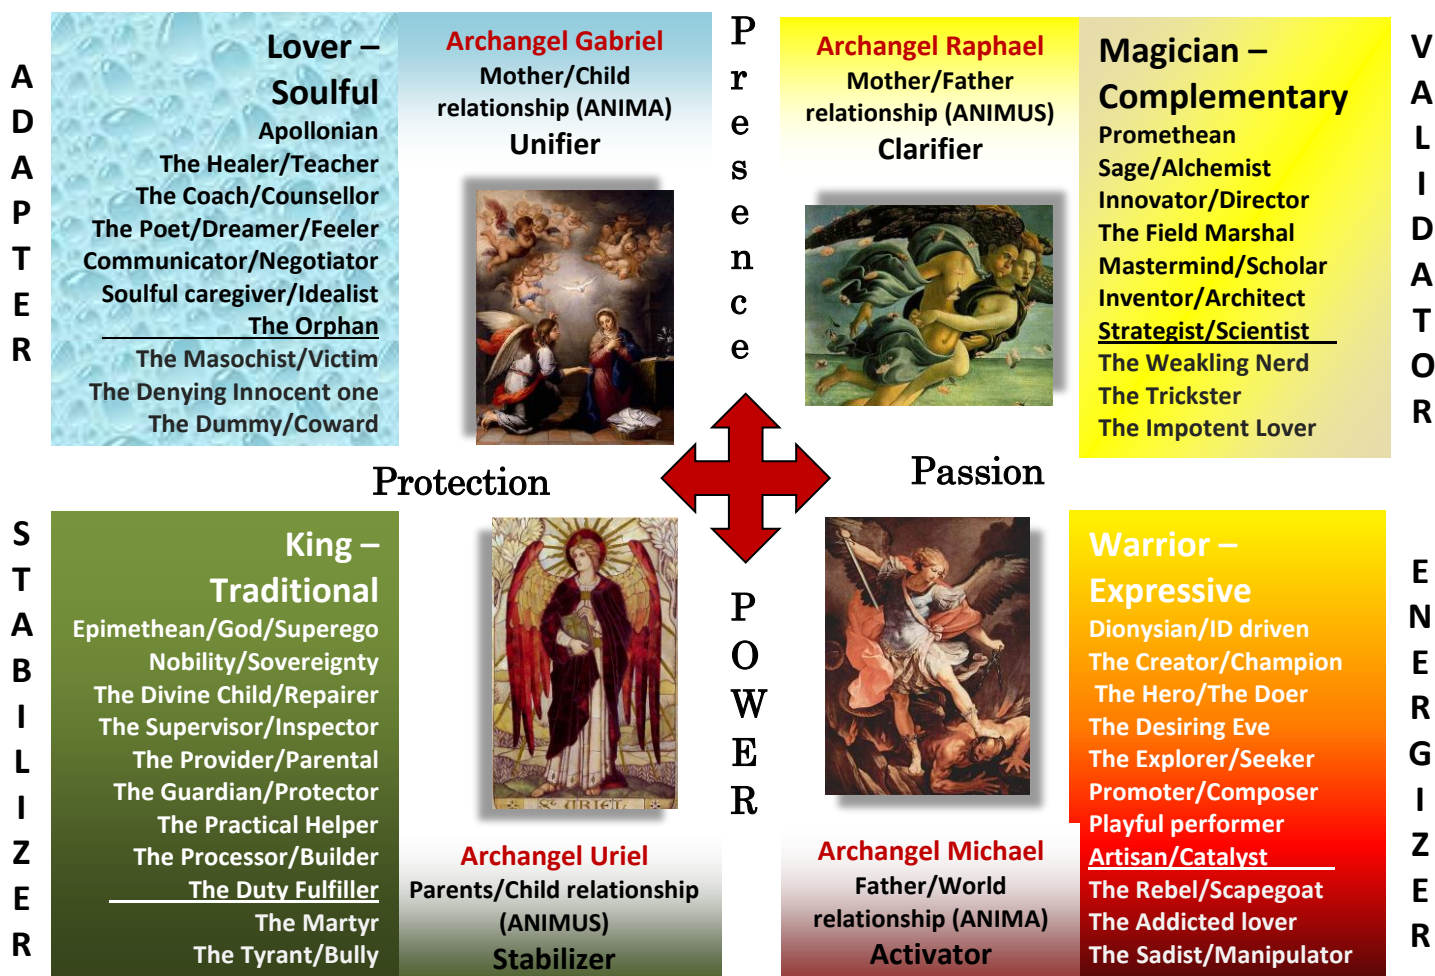 ADAPTER
Lover –
Soulful
Apollonian
The Healer/Teacher
The Coach/Counsellor
The Poet/Dreamer/Feeler
Communicator/Negotiator
Soulful caregiver/Idealist
The Orphan
The Masochist/Victim
The Denying Innocent one
The Dummy/Coward
Archangel Gabriel
Mother/Child
relationship (ANIMA)
Unifier
Presence
Archangel Raphael
Mother/Father
relationship (ANIMUS)
Clarifier
Magician –
Complementary
Promethean
Sage/Alchemist
Innovator/Director
The Field Marshal
Mastermind/Scholar
Inventor/Architect
Strategist/Scientist
The Weakling Nerd
The Trickster
The Impotent Lover
VALIDATOR
Protection
Passion
STABILIZER
King –
Traditional
Epimethean/God/Superego
Nobility/Sovereignty
The Divine Child/Repairer
The Supervisor/Inspector
The Provider/Parental
The Guardian/Protector
The Practical Helper
The Processor/Builder
The Duty Fulfiller
The Martyr
The Tyrant/Bully
ST URIEL
Archangel Uriel
Parents/Child relationship
(ANIMUS)
Stabilizer
POWER
Archangel Michael
Father/World
relationship (ANIMA)
Activator
Warrior –
Expressive
Dionysian/ID driven
The Creator/Champion
The Hero/The Doer
The Desiring Eve
The Explorer/Seeker
Promoter/Composer
Playful performer
Artisan/Catalyst
The Rebel/Scapegoat
The Addicted lover
The Sadist/Manipulator
ENERGIZER